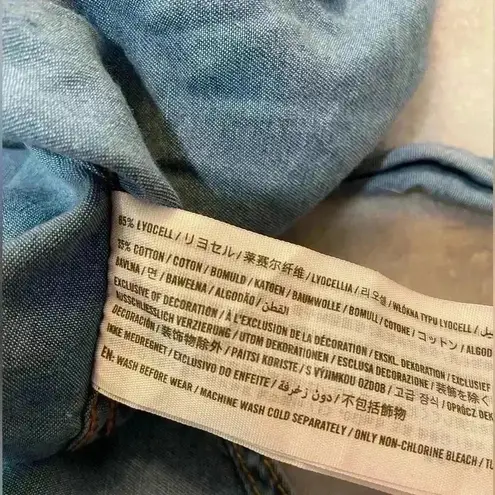 65% LYOCELL / リヨセル / 莱赛尔纤维 / LYOCELLIA / 리오셀 / WŁÓKNA TYPU LYOCELL /
35% COTTON / COTON / BOMULD / KATOEN / BAUMWOLLE / BOMULL / COTONE / コットン / ALGOD
BAVLNA / 면 / BAWEŁNA / ALGODÃO / القطن
EXCLUSIVE OF DECORATION / À L'EXCLUSION DE LA DÉCORATION / EKSKL. DEKORATION / EXCLUSIEF
AUSSCHLIESSLICH VERZIERUNG / UTOM DEKORATIONEN / ESCLUSA DECORAZIONE / 装飾を除く
DECORACIÓN / 装饰物除外 / PAITSI KORISTE / S VÝJIMKOU OZDOB / 고급 장식 / OPRÓCZ DEK
IKKE MEDREGNET / EXCLUSIVO DO ENFEITE / دون زخرفة / 不包括飾物
EN: WASH BEFORE WEAR / MACHINE WASH COLD SEPARATELY / ONLY NON-CHLORINE BLEACH / TU